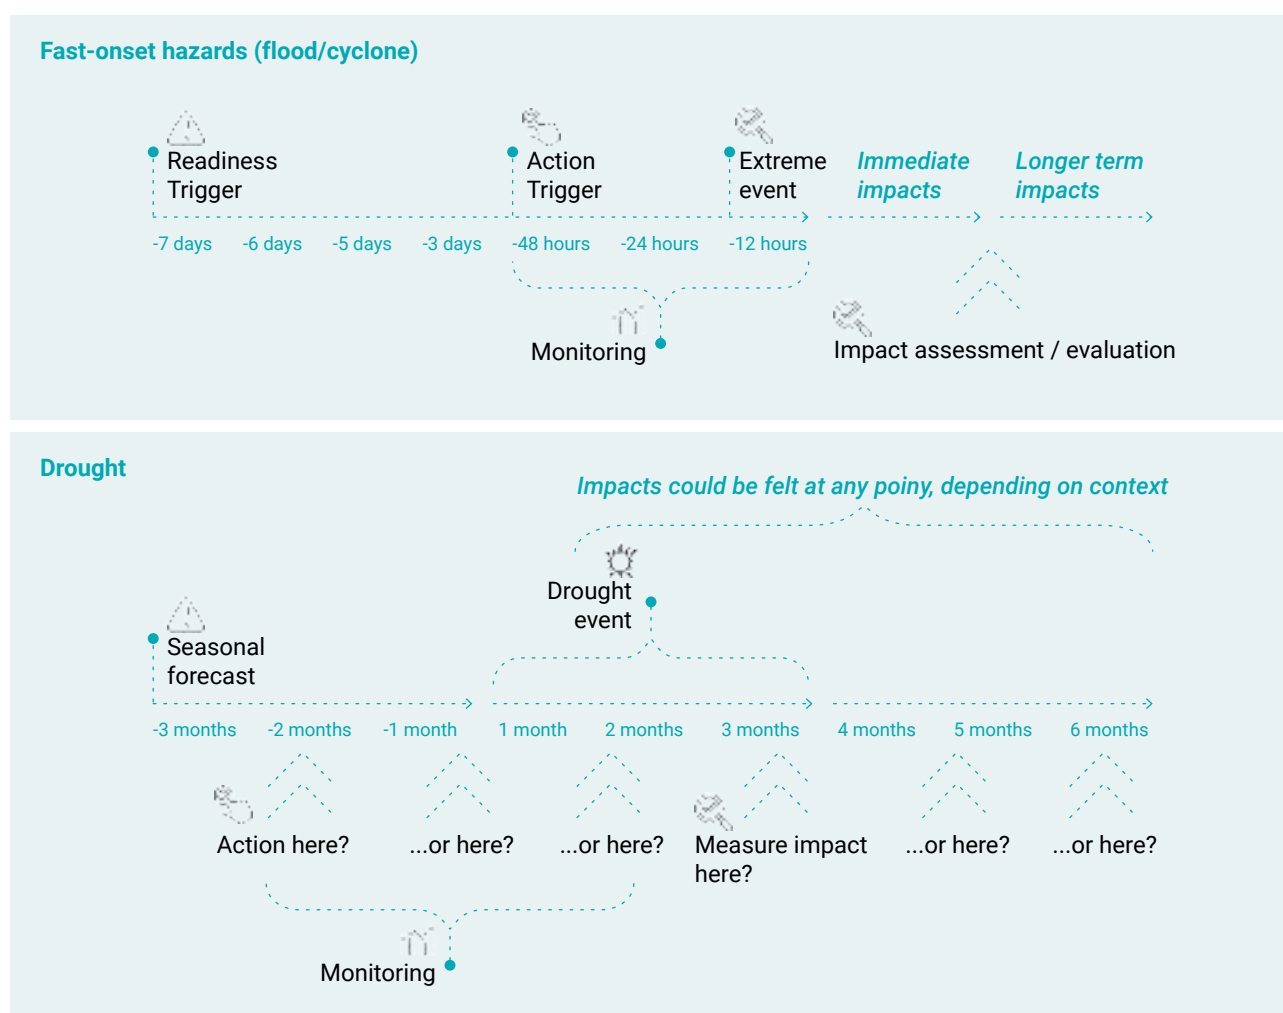 Fast-onset hazards (flood/cyclone)
Readiness
Trigger
Action
Trigger
Extreme
event
Immediate
impacts
Longer term
impacts
-7 days
-6 days
-5 days
-3 days
-48 hours
-24 hours
-12 hours
Monitoring
Impact assessment / evaluation
Drought
Impacts could be felt at any poiny, depending on context
Drought
event
Seasonal
forecast
-3 months
-2 months
-1 month
1 month
2 months
3 months
4 months
5 months
6 months
Action here?
...or here?
...or here?
Measure impact
here?
...or here?
...or here?
Monitoring